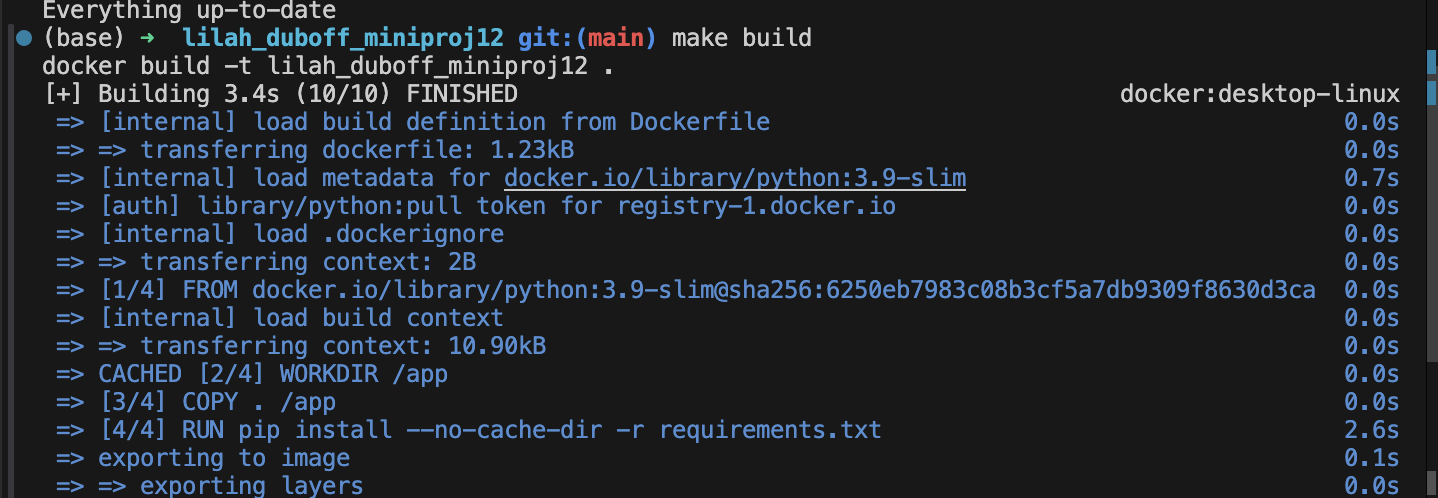 Everything up-to-date
(base) ➜ lilah_duboff_miniproj12 git:(main) make build
docker build -t lilah_duboff_miniproj12 .
[+] Building 3.4s (10/10) FINISHED docker:desktop-linux
=> [internal] load build definition from Dockerfile 0.0s
=> => transferring dockerfile: 1.23kB 0.0s
=> [internal] load metadata for docker.io/library/python:3.9-slim 0.7s
=> [auth] library/python:pull token for registry-1.docker.io 0.0s
=> [internal] load .dockerignore 0.0s
=> => transferring context: 2B 0.0s
=> [1/4] FROM docker.io/library/python:3.9-slim@sha256:6250eb7983c08b3cf5a7db9309f8630d3ca 0.0s
=> [internal] load build context 0.0s
=> => transferring context: 10.90kB 0.0s
=> CACHED [2/4] WORKDIR /app 0.0s
=> [3/4] COPY . /app 0.0s
=> [4/4] RUN pip install --no-cache-dir -r requirements.txt 2.6s
=> exporting to image 0.1s
=> => exporting layers 0.0s